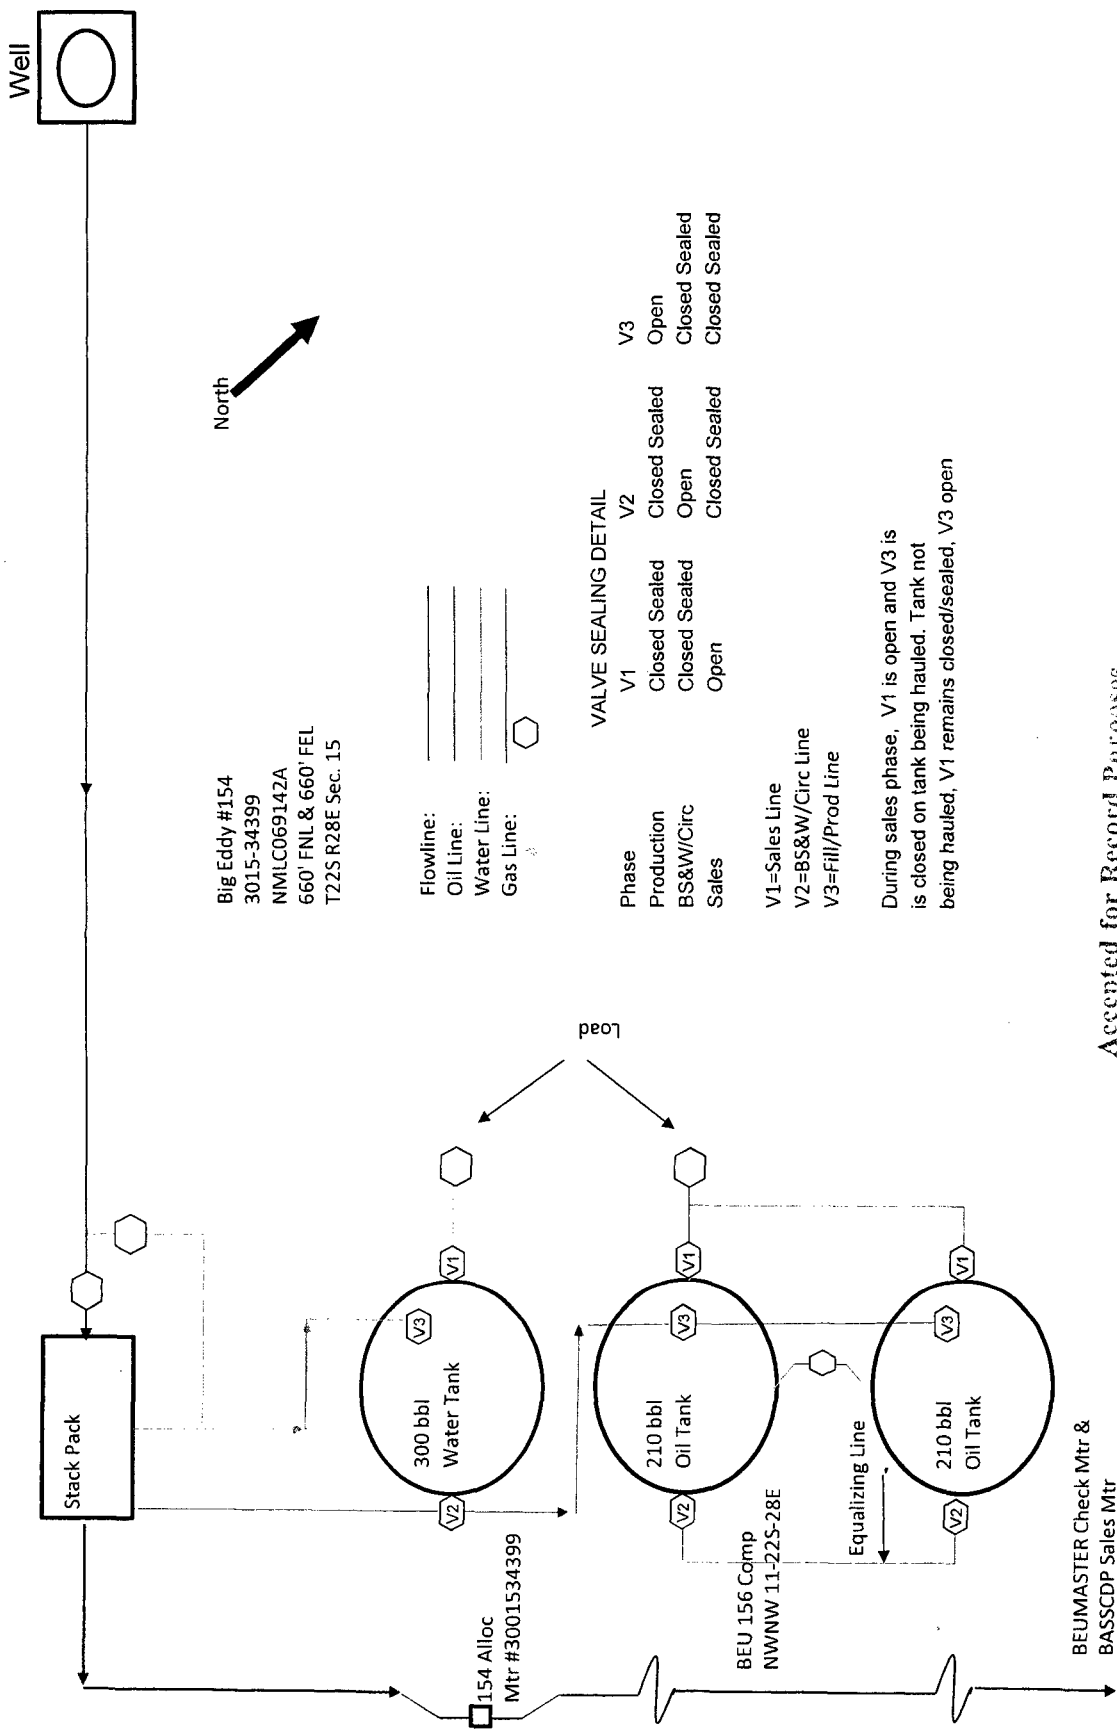 Well
North
Big Eddy #154
3015-34399
NMLC069142A
660' FNL & 660' FEL
T22S R28E Sec. 15
Flowline:
Oil Line:
Water Line:
Gas Line:
VALVE SEALING DETAIL
Phase V1 V2 V3
Production Closed Sealed Closed Sealed Open
BS&W/Circ Closed Sealed Open Closed Sealed
Sales Open Closed Sealed Closed Sealed
V1=Sales Line
V2=BS&W/Circ Line
V3=Fill/Prod Line
During sales phase, V1 is open and V3 is
is closed on tank being hauled. Tank not
being hauled, V1 remains closed/sealed, V3 open
Load
Stack Pack
V3
300 bbl
Water Tank
V1
V2
V3
210 bbl
Oil Tank
V1
V2
V3
210 bbl
Oil Tank
V1
V2
Equalizing Line
154 Alloc
Mtr #3001534399
BEU 156 Comp
NWNW 11-22S-28E
BEUMASTER Check Mtr &
BASSCDP Sales Mtr
Accepted for Record Purposes